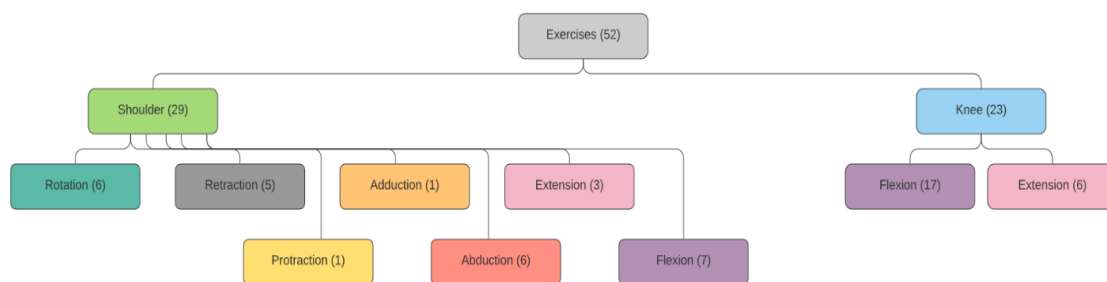 Exercises (52)
Shoulder (29)
Knee (23)
Rotation (6)
Retraction (5)
Adduction (1)
Extension (3)
Flexion (17)
Extension (6)
Protraction (1)
Abduction (6)
Flexion (7)